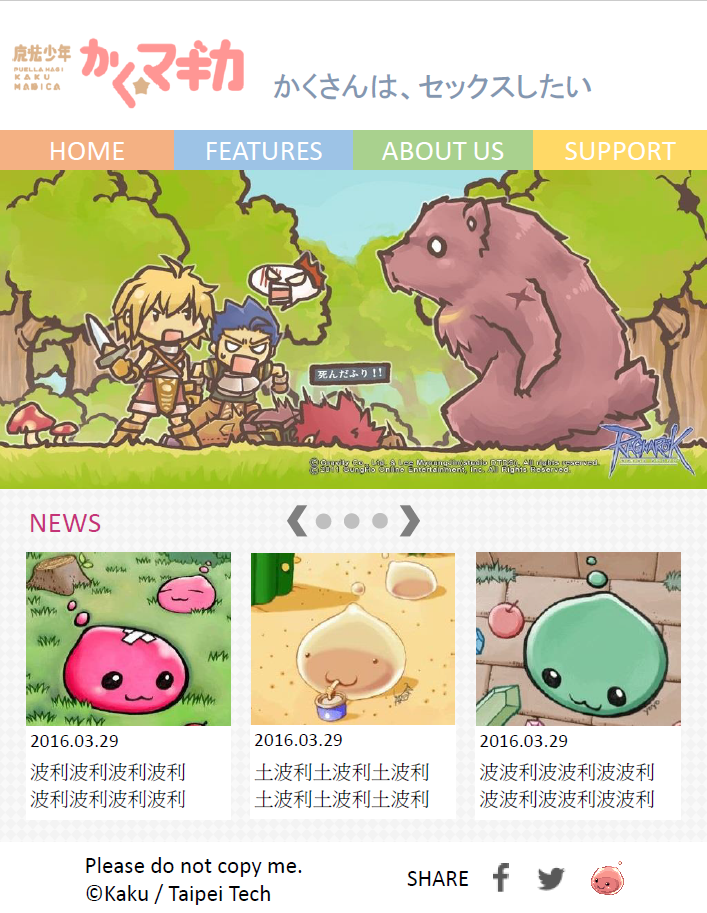 魔法少年
PUELLA MAGI
KAKU
MAGICA
かく★マギカ
かくさんは、セックスしたい
HOME
FEATURES
ABOUT US
SUPPORT
死んだふり!!
RAGNAROK
©Gravity Co., Ltd. & Lee Myoungjin(studio DTDS). All rights reserved.
©2011 GungHo Online Entertainment, Inc. All Rights Reserved.
NEWS
2016.03.29
波利波利波利波利
波利波利波利波利
2016.03.29
土波利土波利土波利
土波利土波利土波利
2016.03.29
波波利波波利波波利
波波利波波利波波利
Please do not copy me.
©Kaku / Taipei Tech
SHARE